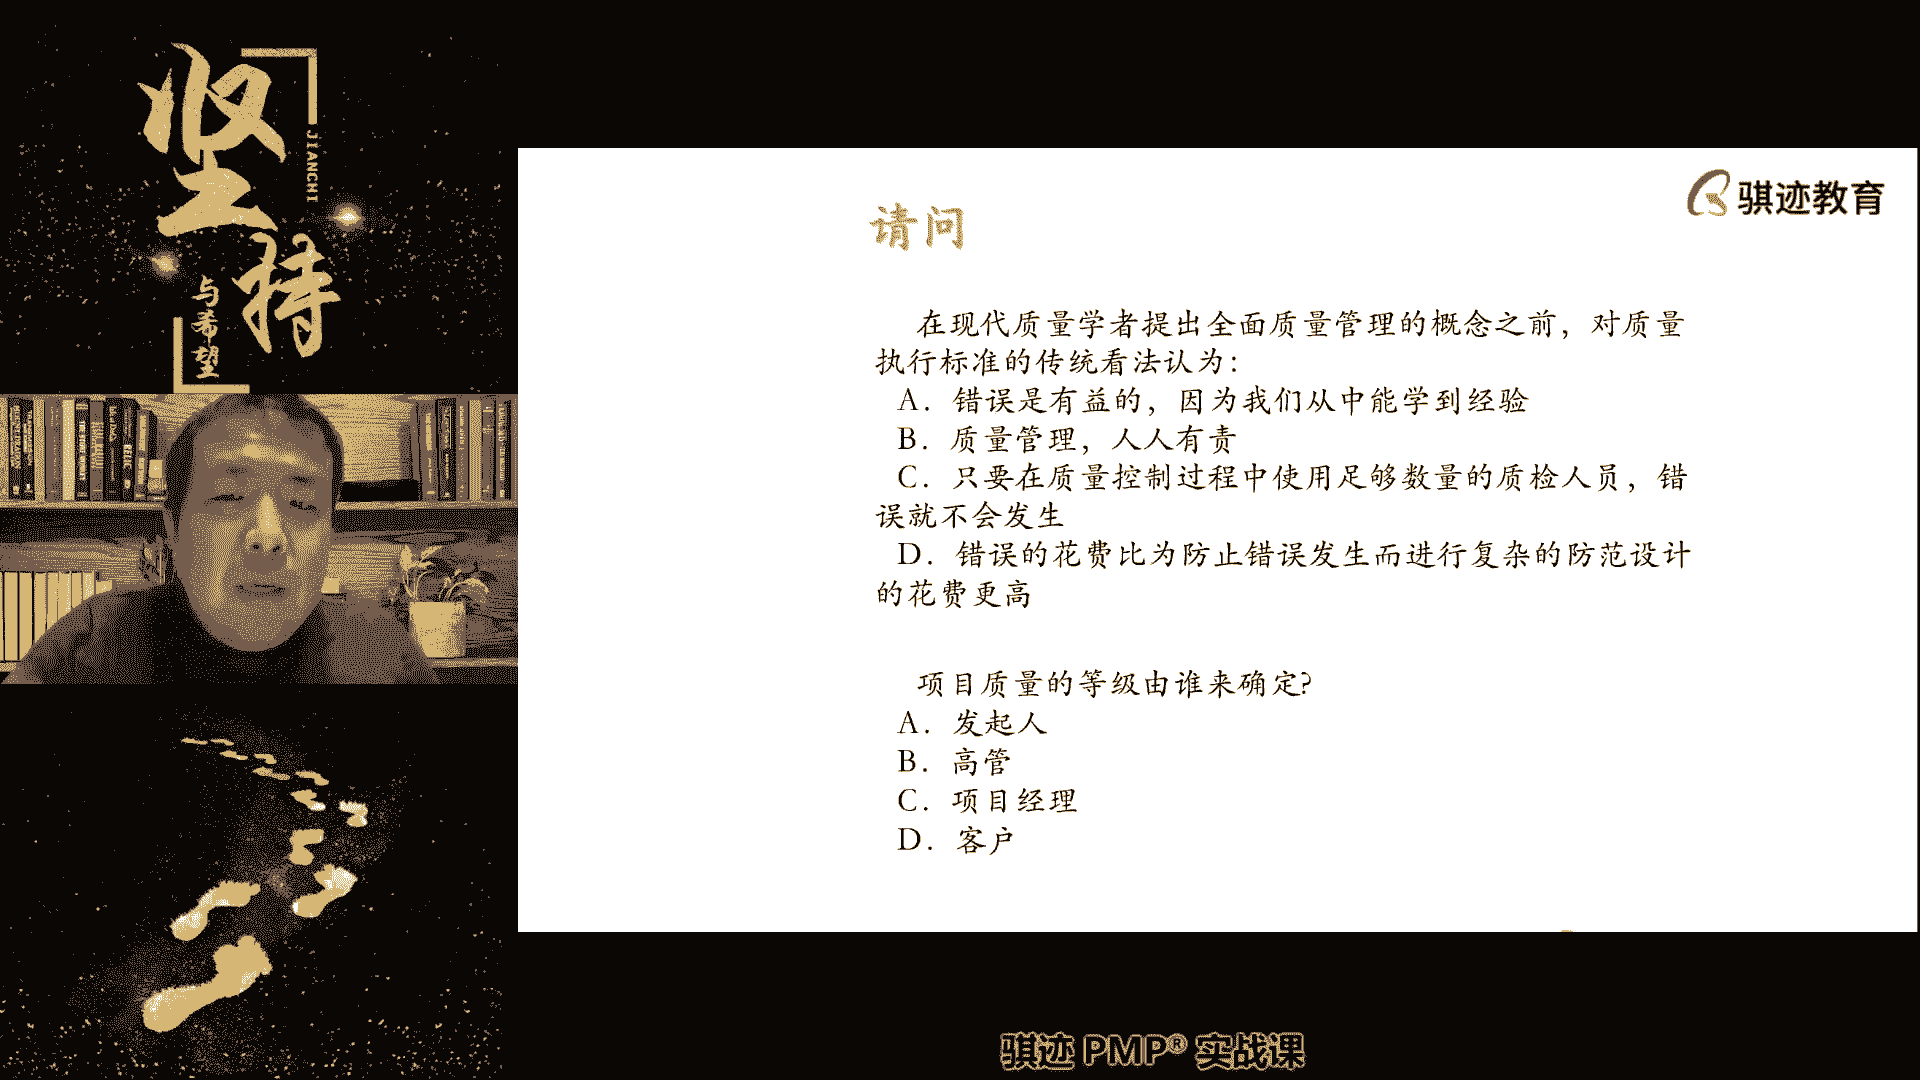 坚持
JIANCHI
与希望
骐迹教育
请问
在现代质量学者提出全面质量管理的概念之前，对质量
执行标准的传统看法认为：
A．错误是有益的，因为我们从中能学到经验
B．质量管理，人人有责
C．只要在质量控制过程中使用足够数量的质检人员，错
误就不会发生
D．错误的花费比为防止错误发生而进行复杂的防范设计
的花费更高
项目质量的等级由谁来确定?
A．发起人
B．高管
C．项目经理
D．客户
骐迹 PMP® 实战课